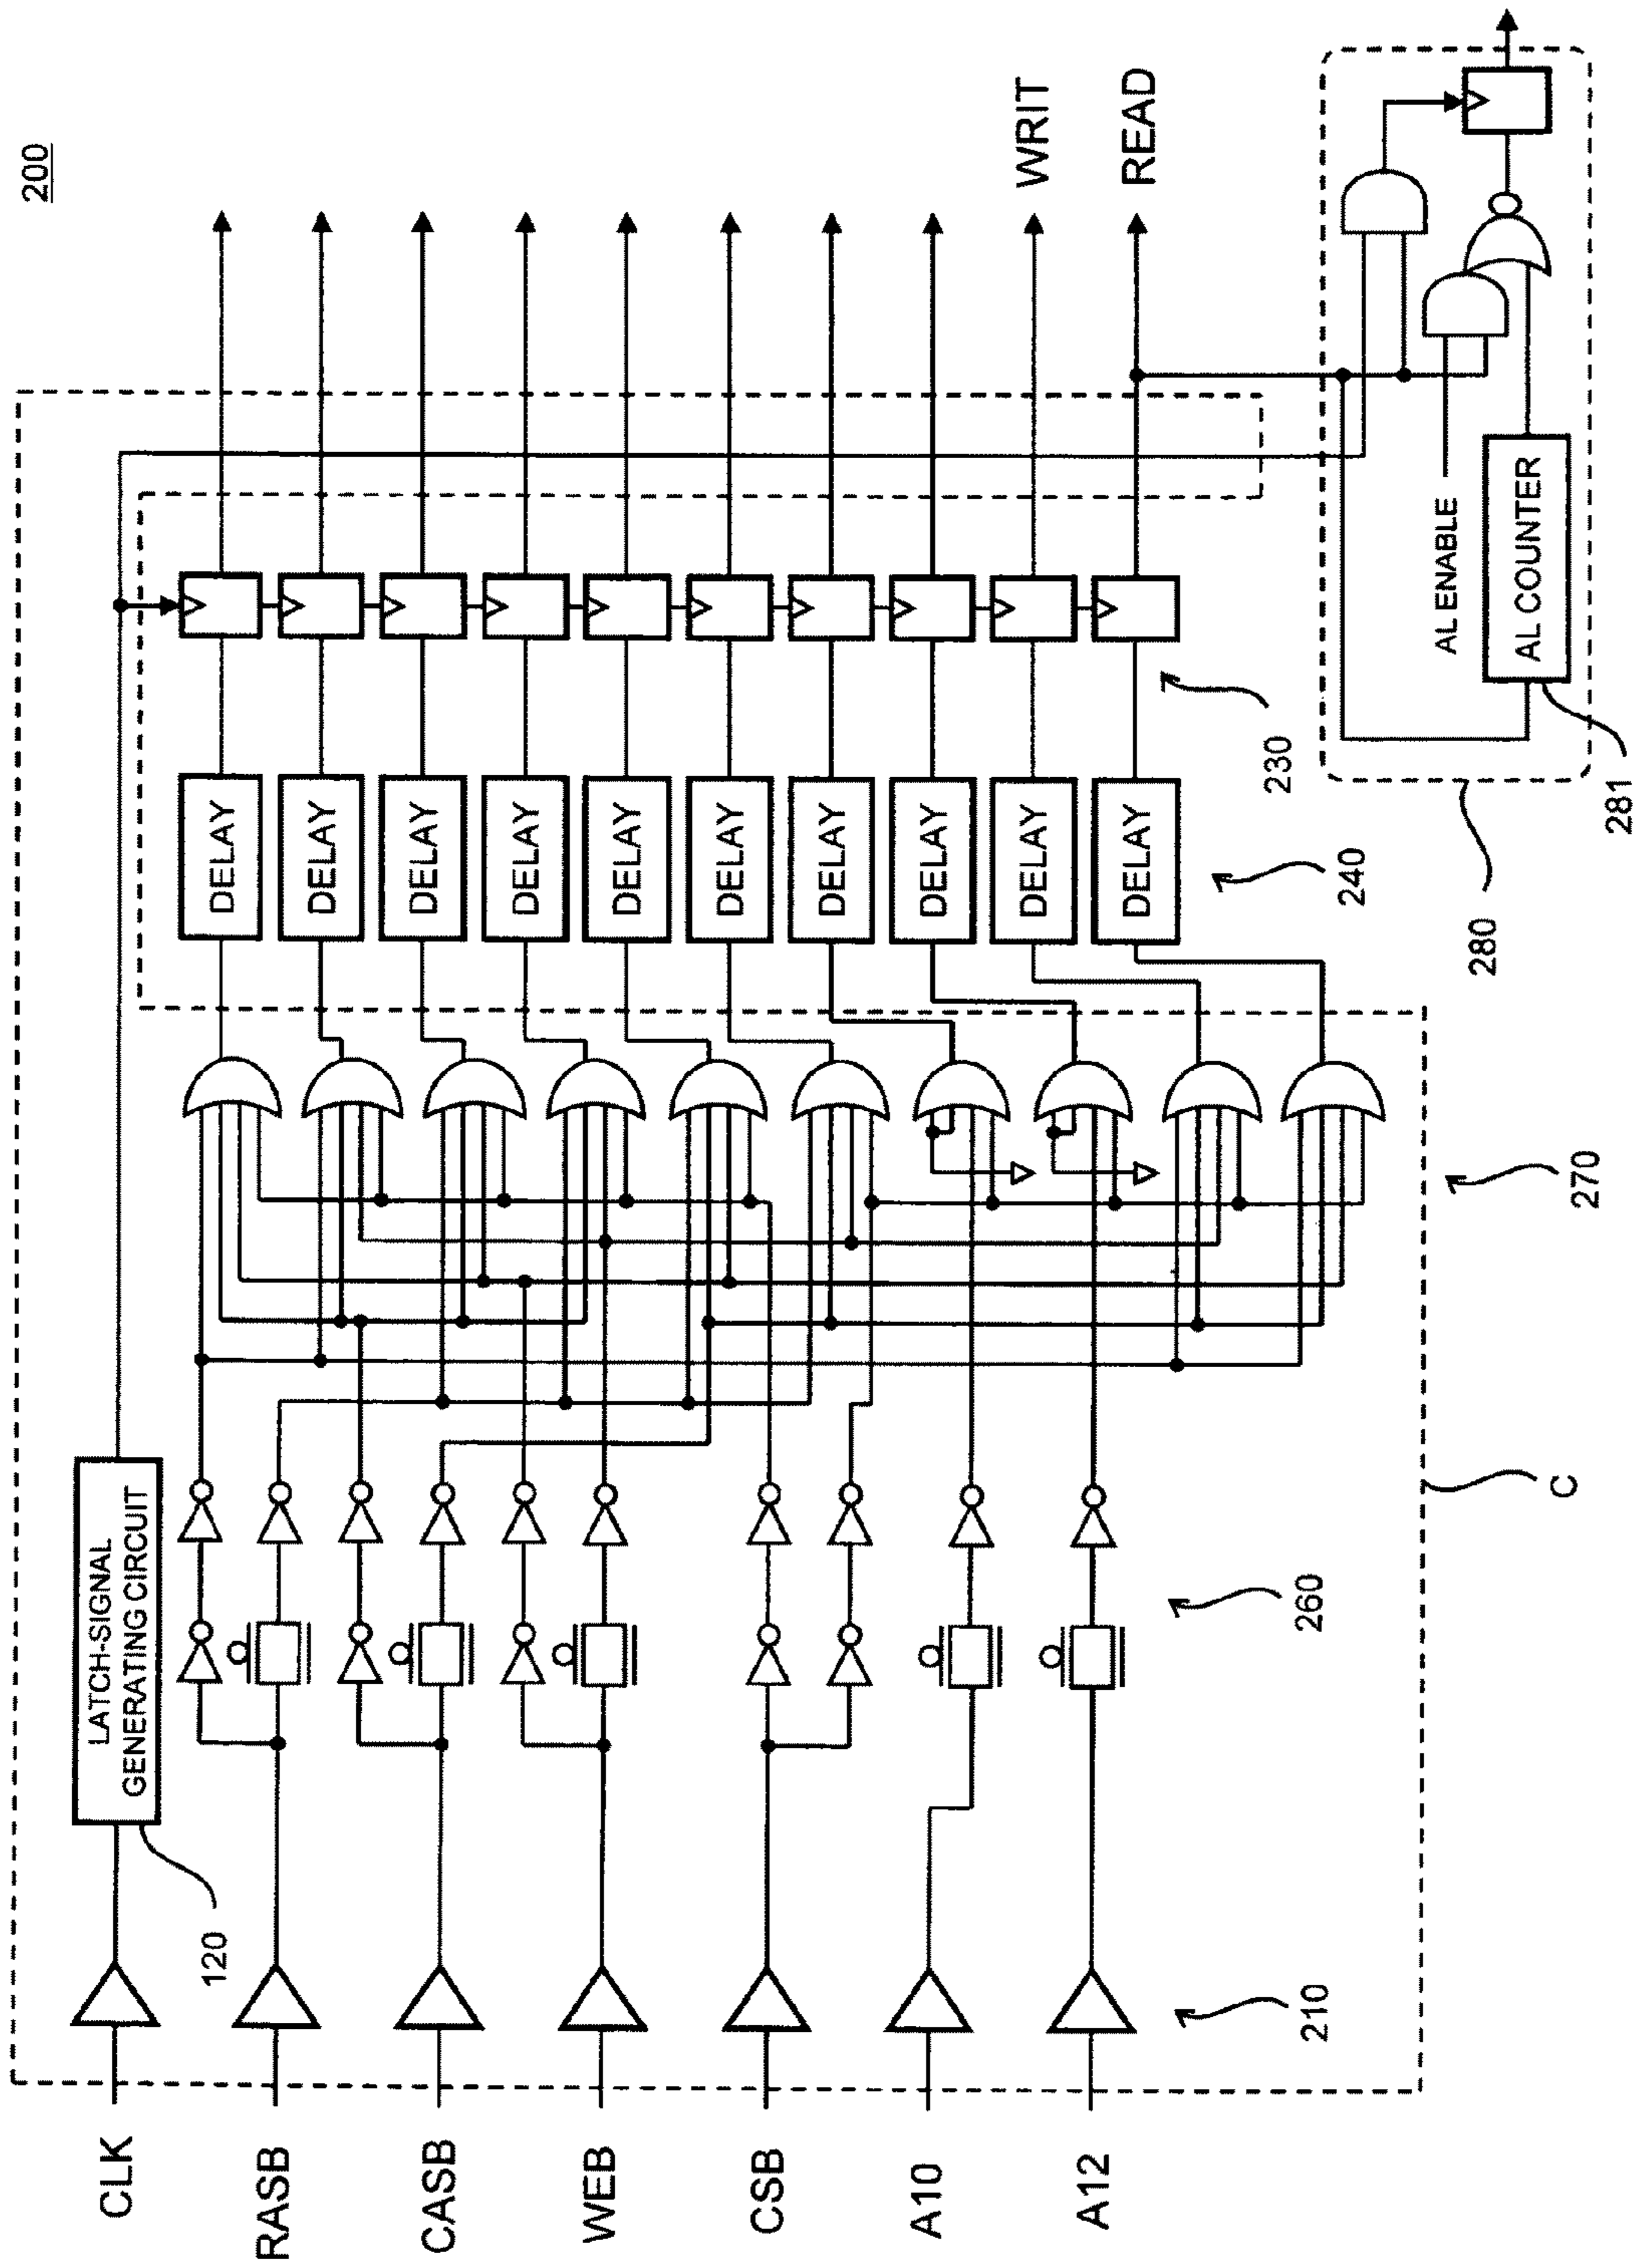 200
CLK
RASB
CASB
WEB
CSB
A10
A12
LATCH-SIGNAL
GENERATING CIRCUIT
120
210
260
270
C
DELAY
DELAY
DELAY
DELAY
DELAY
DELAY
DELAY
DELAY
DELAY
DELAY
240
230
WRIT
READ
AL ENABLE
AL COUNTER
280
281